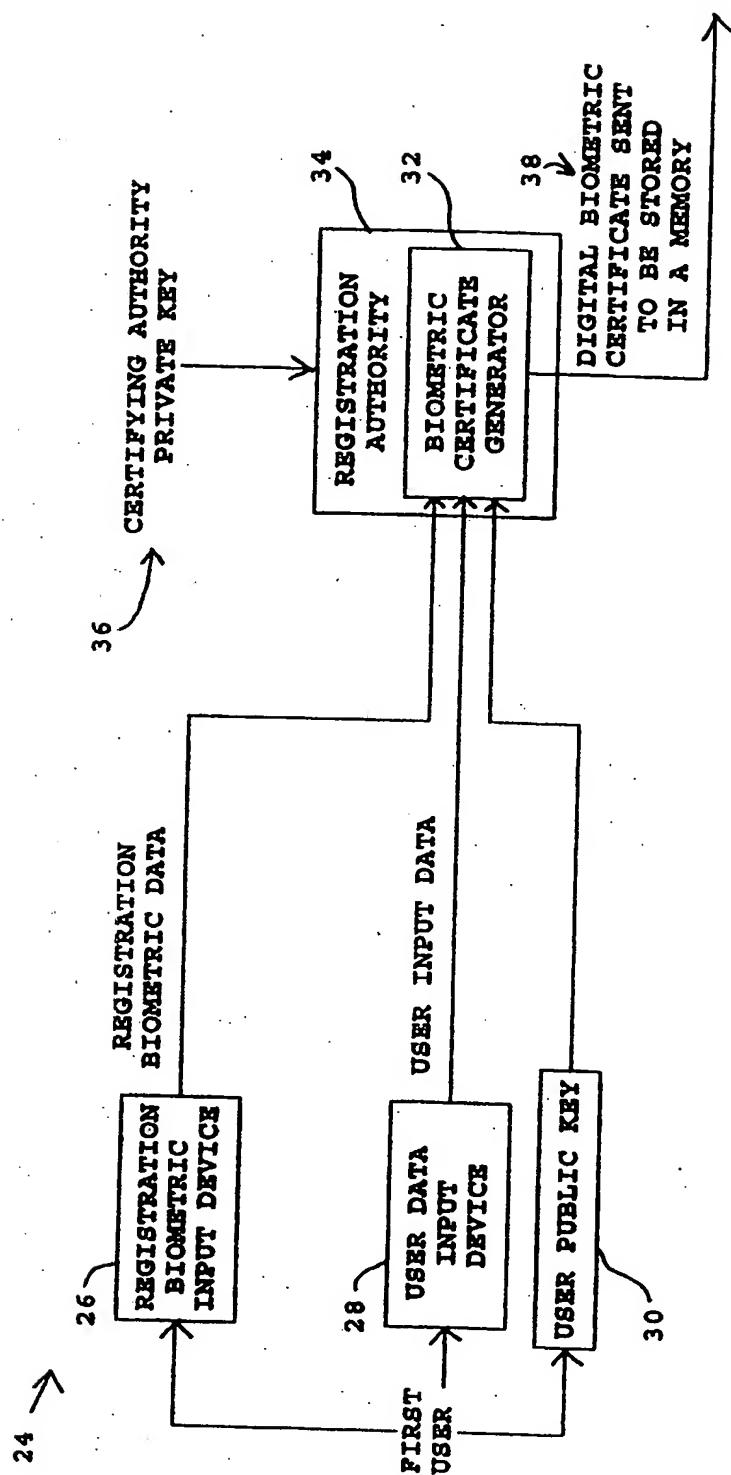 24
FIRST
USER
26
REGISTRATION
BIOMETRIC
INPUT DEVICE
REGISTRATION
BIOMETRIC DATA
28
USER DATA
INPUT
DEVICE
USER INPUT DATA
USER PUBLIC KEY
30
36
CERTIFYING AUTHORITY
PRIVATE KEY
34
REGISTRATION
AUTHORITY
32
BIOMETRIC
CERTIFICATE
GENERATOR
38
DIGITAL BIOMETRIC
CERTIFICATE SENT
TO BE STORED
IN A MEMORY